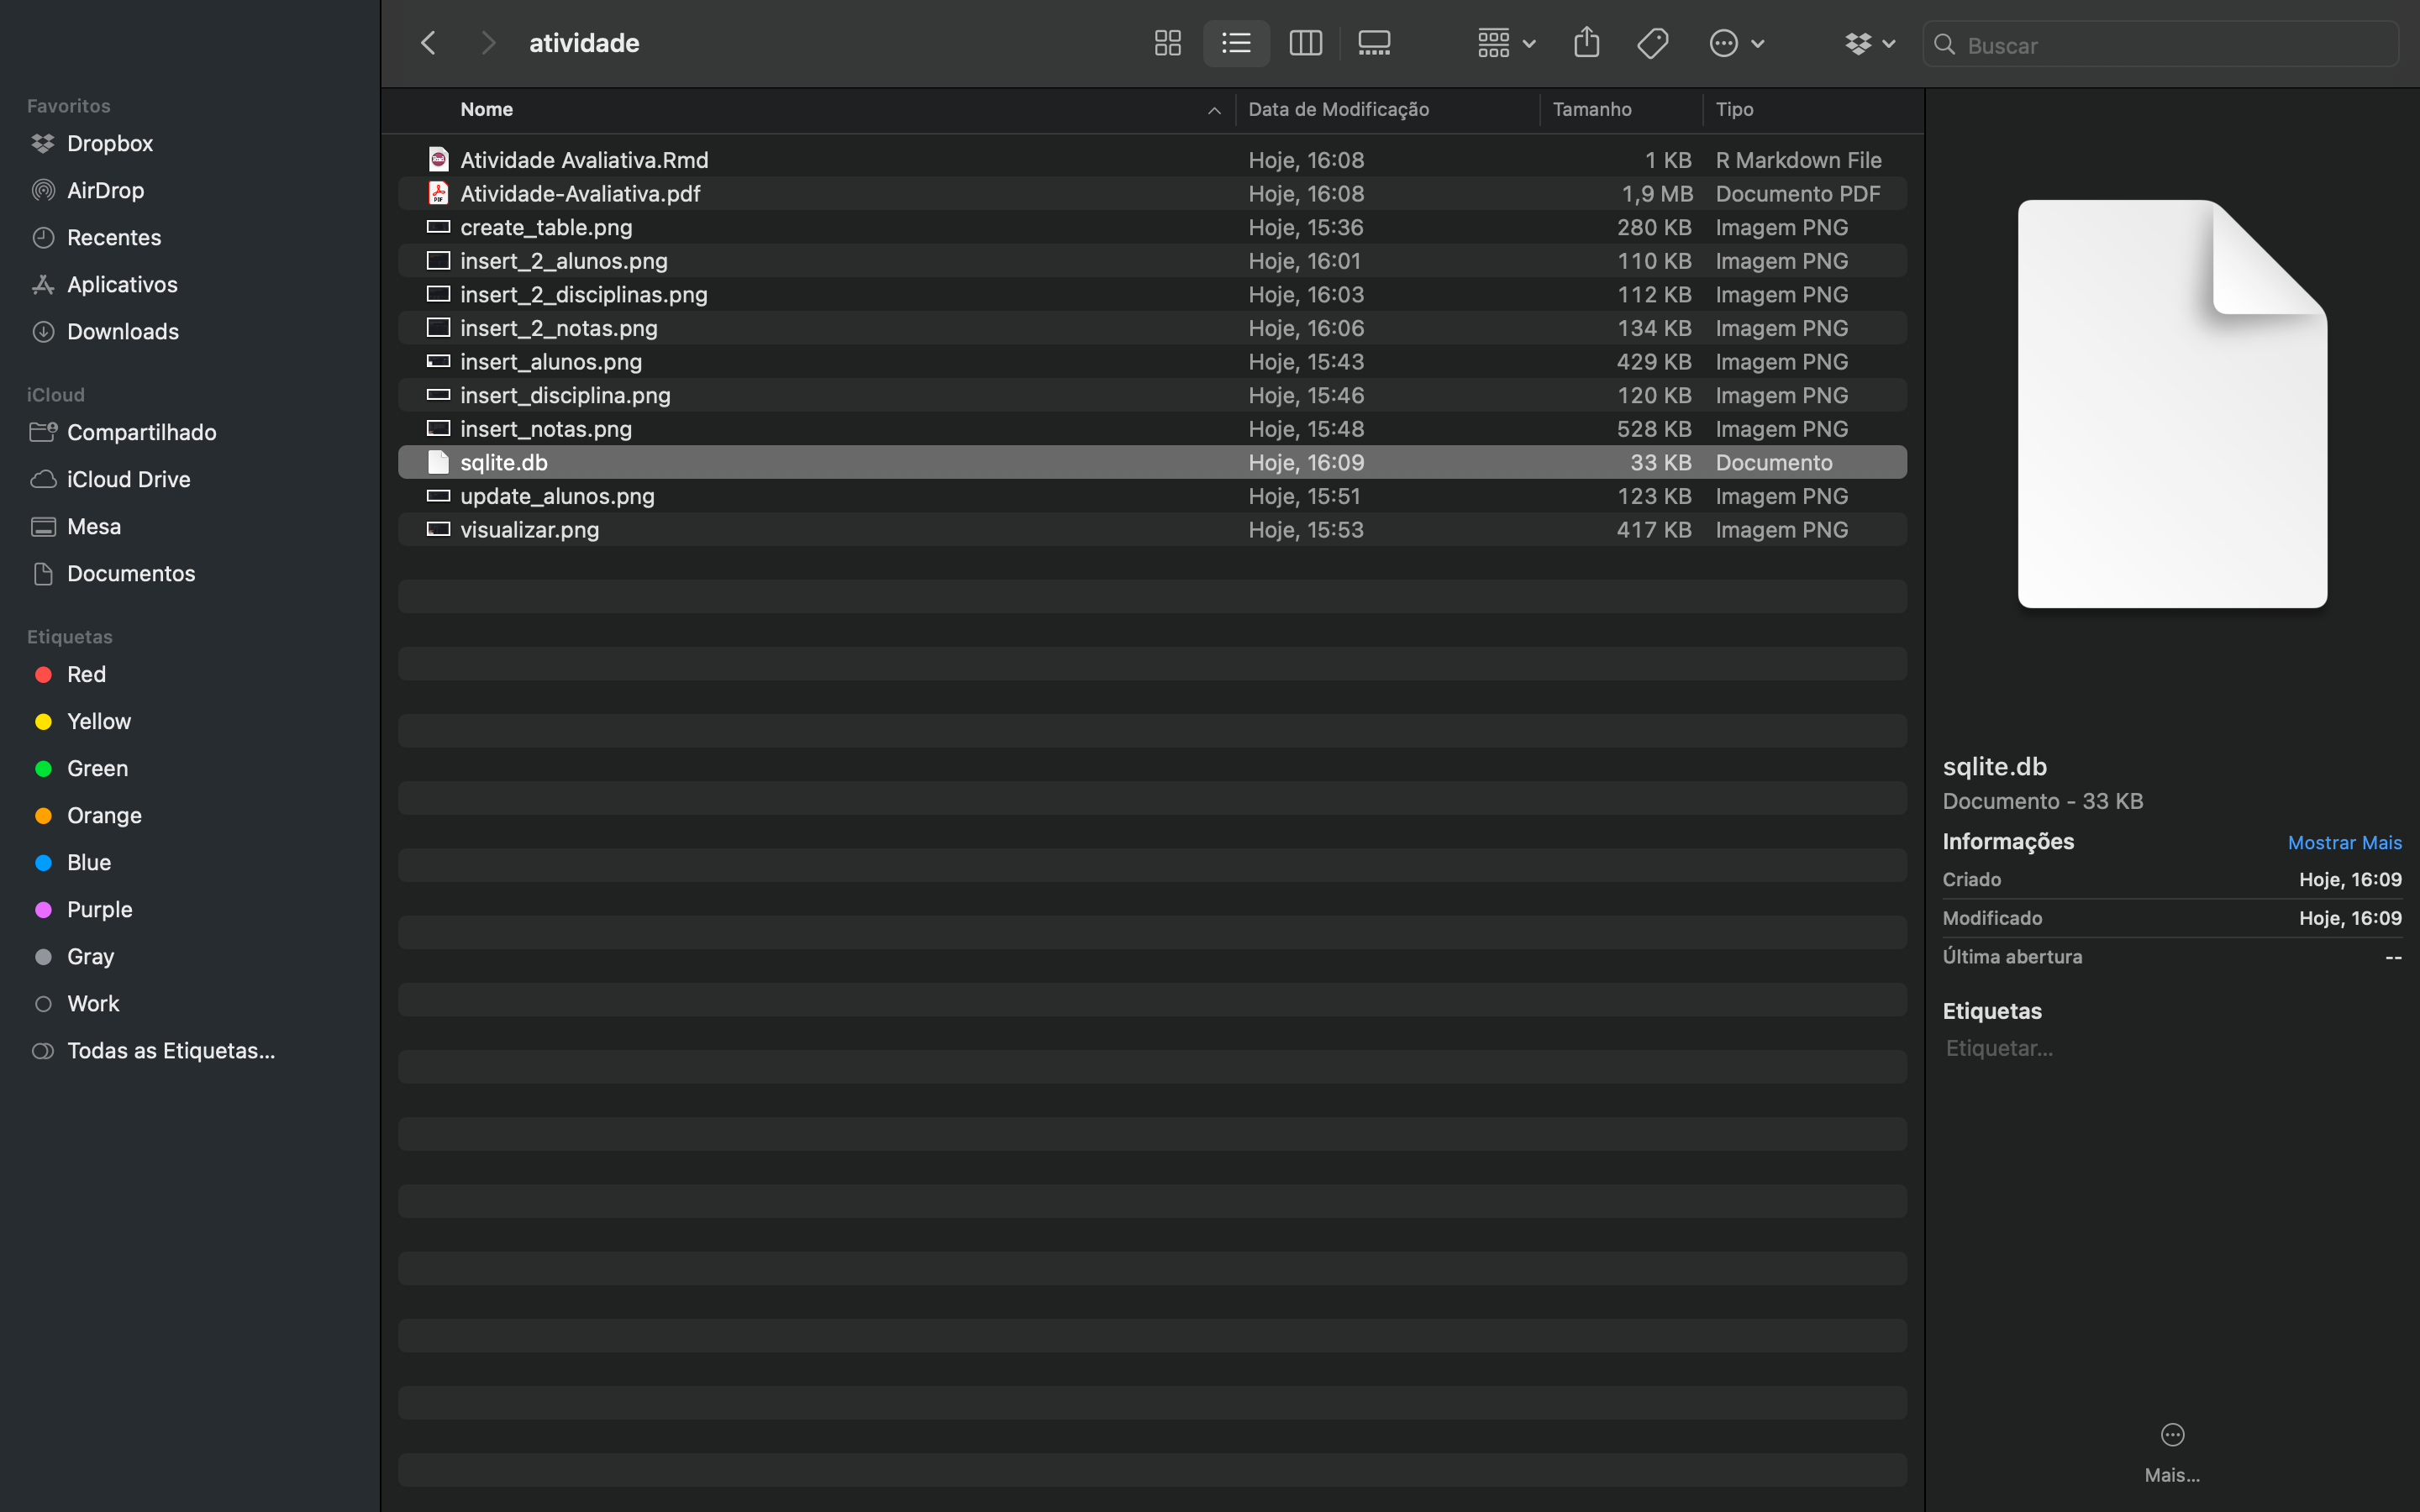 atividade
Buscar
Favoritos
Dropbox
AirDrop
Recentes
Aplicativos
Downloads
iCloud
Compartilhado
iCloud Drive
Mesa
Documentos
Etiquetas
Red
Yellow
Green
Orange
Blue
Purple
Gray
Work
Todas as Etiquetas...
Nome Data de Modificação Tamanho Tipo
Atividade Avaliativa.Rmd Hoje, 16:08 1 KB R Markdown File
Atividade-Avaliativa.pdf Hoje, 16:08 1,9 MB Documento PDF
create_table.png Hoje, 15:36 280 KB Imagem PNG
insert_2_alunos.png Hoje, 16:01 110 KB Imagem PNG
insert_2_disciplinas.png Hoje, 16:03 112 KB Imagem PNG
insert_2_notas.png Hoje, 16:06 134 KB Imagem PNG
insert_alunos.png Hoje, 15:43 429 KB Imagem PNG
insert_disciplina.png Hoje, 15:46 120 KB Imagem PNG
insert_notas.png Hoje, 15:48 528 KB Imagem PNG
sqlite.db Hoje, 16:09 33 KB Documento
update_alunos.png Hoje, 15:51 123 KB Imagem PNG
visualizar.png Hoje, 15:53 417 KB Imagem PNG
sqlite.db
Documento - 33 KB
Informações Mostrar Mais
Criado Hoje, 16:09
Modificado Hoje, 16:09
Última abertura --
Etiquetas
Etiquetar...
Mais...